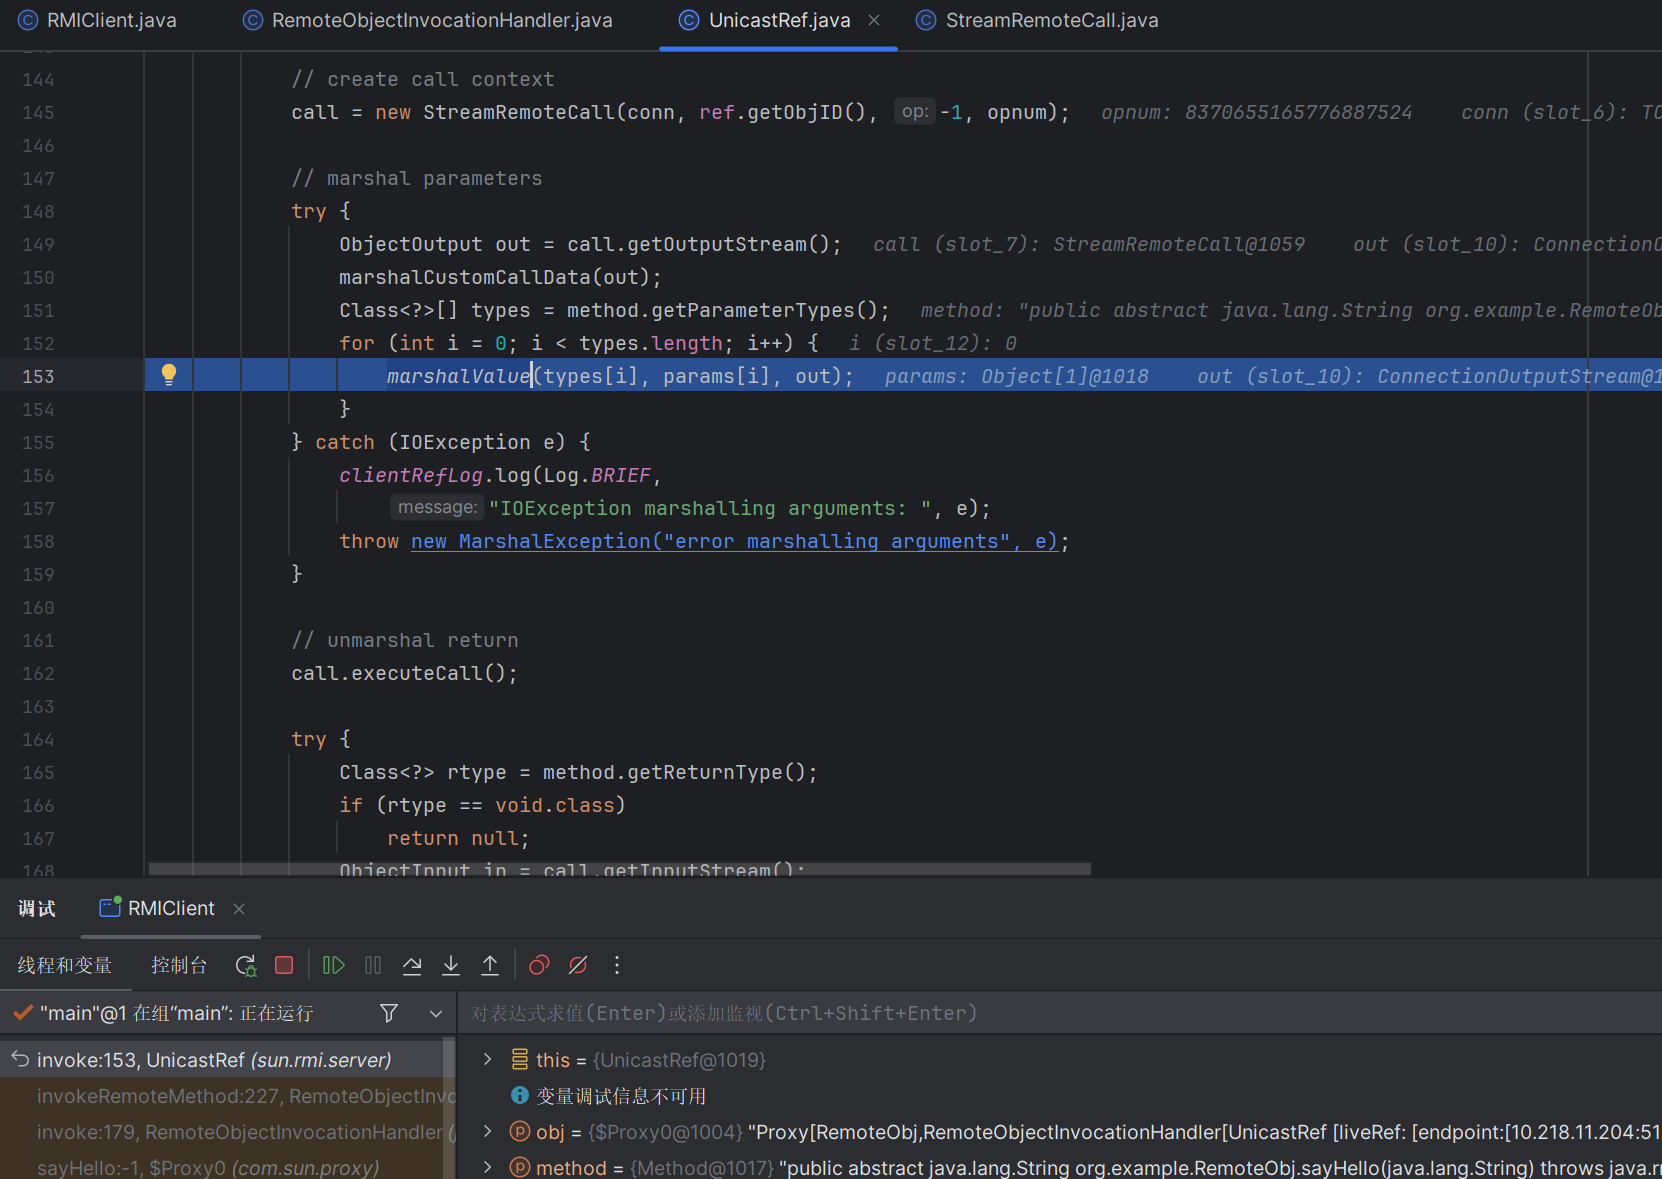 RMIClient.java RemoteObjectInvocationHandler.java UnicastRef.java StreamRemoteCall.java
144 // create call context
145 call = new StreamRemoteCall(conn, ref.getObjID(), op: -1, opnum); opnum: 8370655165776887524 conn (slot_6): TC
146
147 // marshal parameters
148 try {
149 ObjectOutput out = call.getOutputStream(); call (slot_7): StreamRemoteCall@1059 out (slot_10): ConnectionO
150 marshalCustomCallData(out);
151 Class<?>[] types = method.getParameterTypes(); method: "public abstract java.lang.String org.example.RemoteOb
152 for (int i = 0; i < types.length; i++) { i (slot_12): 0
153 marshalValue(types[i], params[i], out); params: Object[1]@1018 out (slot_10): ConnectionOutputStream@1
154 }
155 } catch (IOException e) {
156 clientRefLog.log(Log.BRIEF,
157 message: "IOException marshalling arguments: ", e);
158 throw new MarshalException("error marshalling arguments", e);
159 }
160
161 // unmarshal return
162 call.executeCall();
163
164 try {
165 Class<?> rtype = method.getReturnType();
166 if (rtype == void.class)
167 return null;
168 ObjectInput in = call.getInputStream();
调试 RMIClient
线程和变量 控制台
"main"@1 在组“main”: 正在运行 对表达式求值(Enter)或添加监视(Ctrl+Shift+Enter)
invoke:153, UnicastRef (sun.rmi.server) this = {UnicastRef@1019}
invokeRemoteMethod:227, RemoteObjectInvo 变量调试信息不可用
invoke:179, RemoteObjectInvocationHandler ( obj = {$Proxy0@1004} "Proxy[RemoteObj,RemoteObjectInvocationHandler[UnicastRef [liveRef: [endpoint:[10.218.11.204:51
sayHello:-1, $Proxy0 (com.sun.proxy) method = {Method@1017} "public abstract java.lang.String org.example.RemoteObj.sayHello(java.lang.String) throws java.r